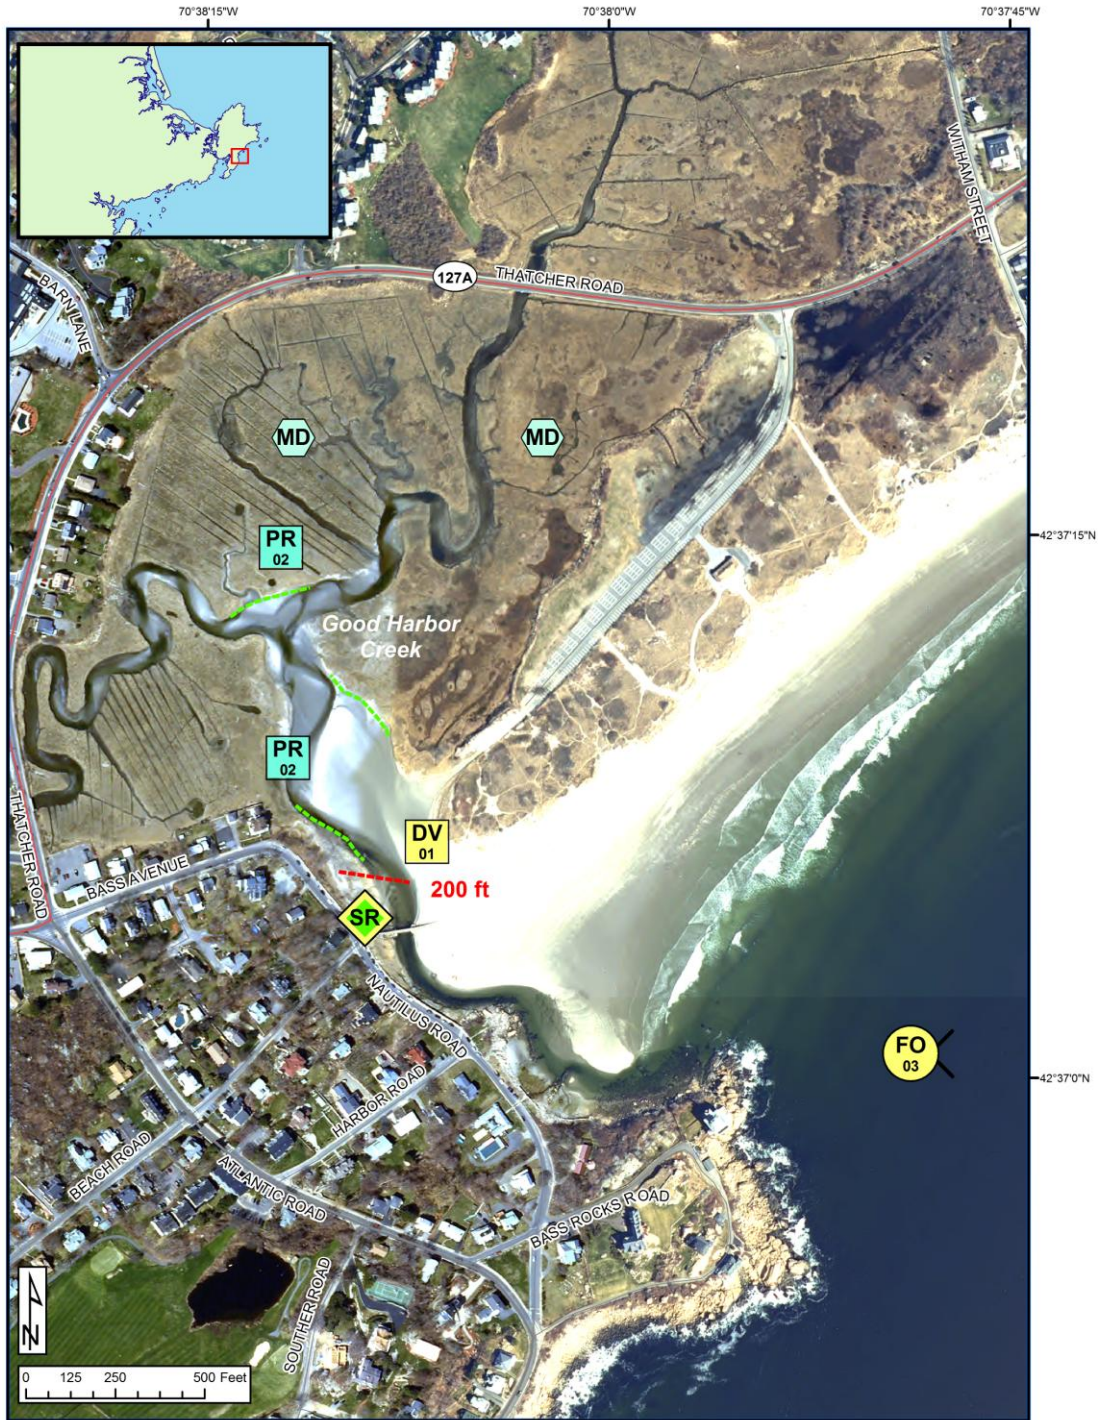 70°38'15"W
70°38'0"W
70°37'45"W
WITHAM STREET
127A
THATCHER ROAD
BARN LANE
MD
MD
42°37'15"N
PR
02
Good Harbor
Creek
PR
02
THATCHER ROAD
DV
01
BASS AVENUE
200 ft
SR
NAUTILUS ROAD
FO
03
42°37'0"N
HARBOR ROAD
BEACH ROAD
ATLANTIC ROAD
BASS ROCKS ROAD
SOUTHER ROAD
N
0 125 250 500 Feet